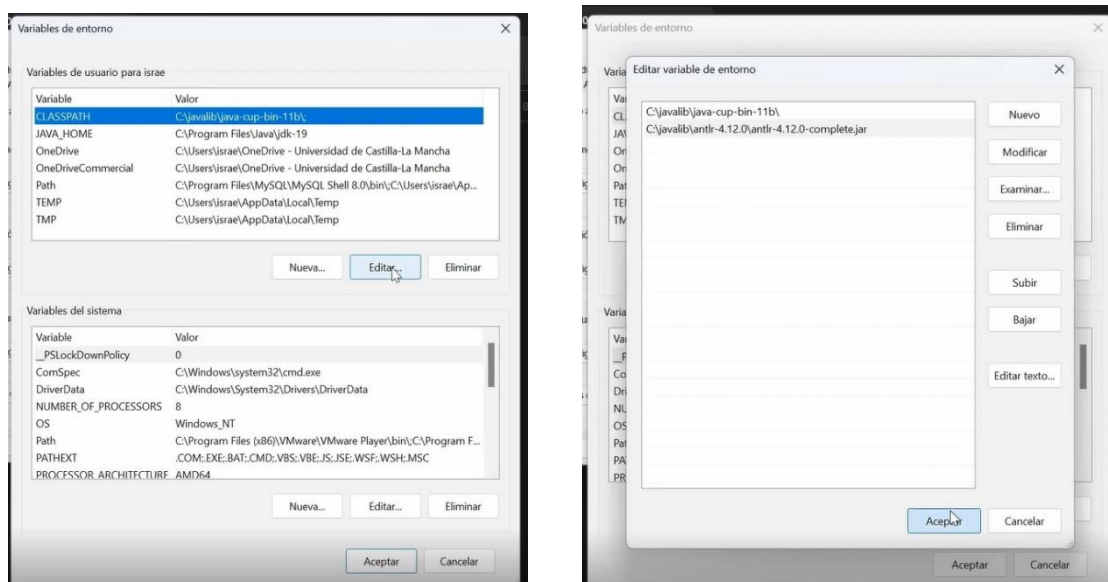 Variables de entorno
Variables de usuario para israe
Variable Valor
CLASSPATH C:\javalib\java-cup-bin-11b\;
JAVA_HOME C:\Program Files\Java\jdk-19
OneDrive C:\Users\israe\OneDrive - Universidad de Castilla-La Mancha
OneDriveCommercial C:\Users\israe\OneDrive - Universidad de Castilla-La Mancha
Path C:\Program Files\MySQL\MySQL Shell 8.0\bin\;C:\Users\israe\Ap...
TEMP C:\Users\israe\AppData\Local\Temp
TMP C:\Users\israe\AppData\Local\Temp
Nueva... Editar... Eliminar
Variables del sistema
Variable Valor
__PSLockDownPolicy 0
ComSpec C:\Windows\system32\cmd.exe
DriverData C:\Windows\System32\Drivers\DriverData
NUMBER_OF_PROCESSORS 8
OS Windows_NT
Path C:\Program Files (x86)\VMware\VMware Player\bin\;C:\Program F...
PATHEXT .COM;.EXE;.BAT;.CMD;.VBS;.VBE;.JS;.JSE;.WSF;.WSH;.MSC
PROCESSOR_ARCHITECTURE AMD64
Nueva... Editar... Eliminar
Aceptar Cancelar
Variables de entorno
Editar variable de entorno
C:\javalib\java-cup-bin-11b\
C:\javalib\antlr-4.12.0\antlr-4.12.0-complete.jar
Nuevo
Modificar
Examinar...
Eliminar
Subir
Bajar
Editar texto...
Aceptar Cancelar
Aceptar Cancelar